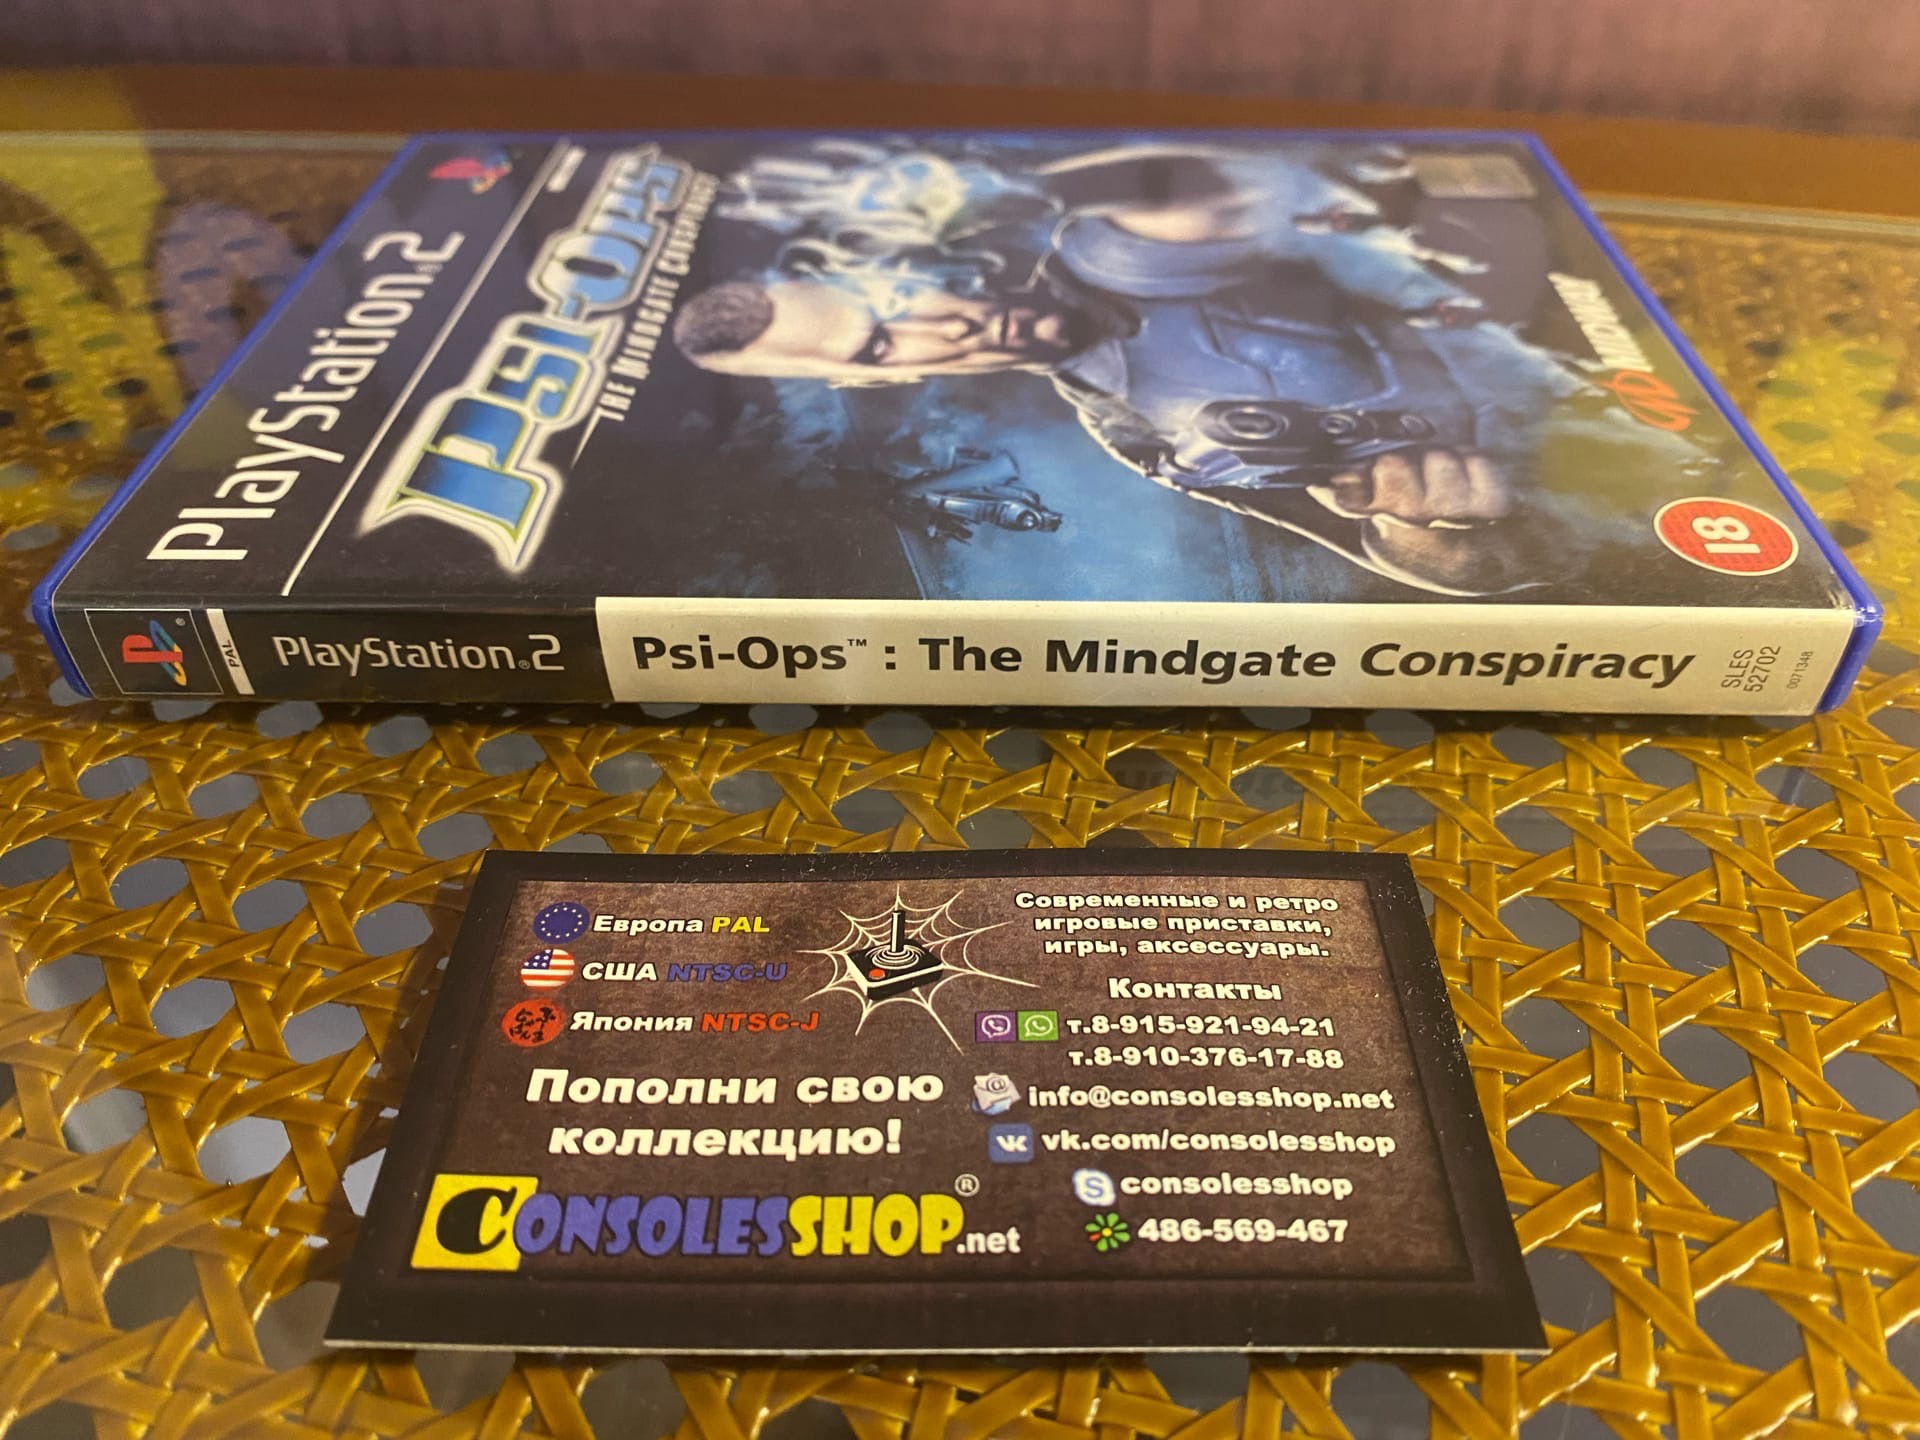 PlayStation®2
PSI-OPS
THE MINDGATE CONSPIRACY
MIDWAY
18
PAL
PlayStation®2
Psi-Ops™ : The Mindgate Conspiracy
SLES
52702
0071348
Европа PAL
США NTSC-U
Япония NTSC-J
Пополни свою
коллекцию!
CONSOLESSHOP®.net
Современные и ретро
игровые приставки,
игры, аксессуары.
Контакты
т.8-915-921-94-21
т.8-910-376-17-88
info@consolesshop.net
vk.com/consolesshop
consolesshop
486-569-467